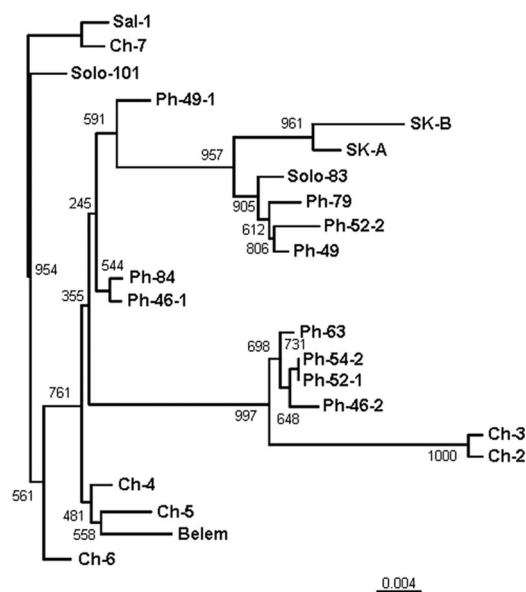 Sal-1
Ch-7
Solo-101
Ph-49-1
591
961
SK-B
957
SK-A
Solo-83
905
Ph-79
245
612
Ph-52-2
806
Ph-49
954
544
Ph-84
355
Ph-46-1
Ph-63
698
731
Ph-54-2
Ph-52-1
761
648
Ph-46-2
997
Ch-3
1000
Ch-2
561
Ch-4
481
Ch-5
558
Belem
Ch-6
0.004